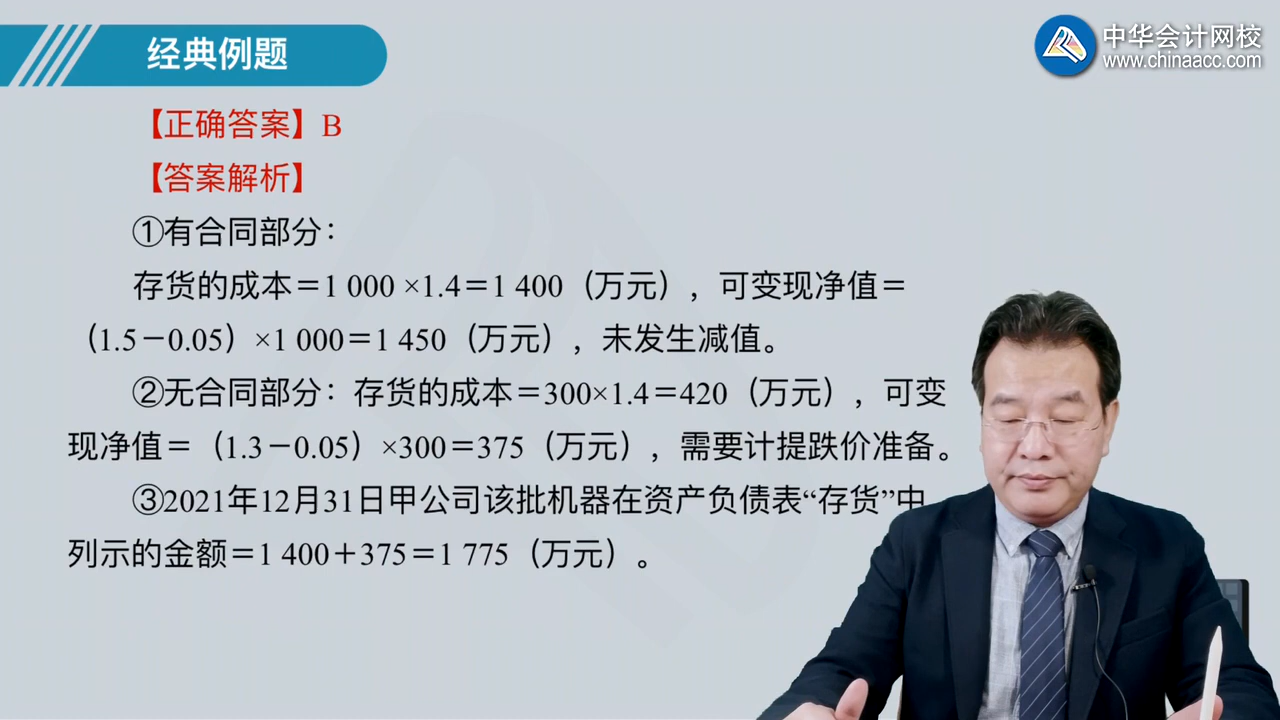 经典例题
中华会计网校
www.chinaacc.com
【正确答案】B
【答案解析】
①有合同部分：
存货的成本＝1 000 ×1.4＝1 400（万元），可变现净值＝
（1.5－0.05）×1 000＝1 450（万元），未发生减值。
②无合同部分：存货的成本＝300×1.4＝420（万元），可变
现净值＝（1.3－0.05）×300＝375（万元），需要计提跌价准备。
③2021年12月31日甲公司该批机器在资产负债表“存货”中
列示的金额＝1 400＋375＝1 775（万元）。